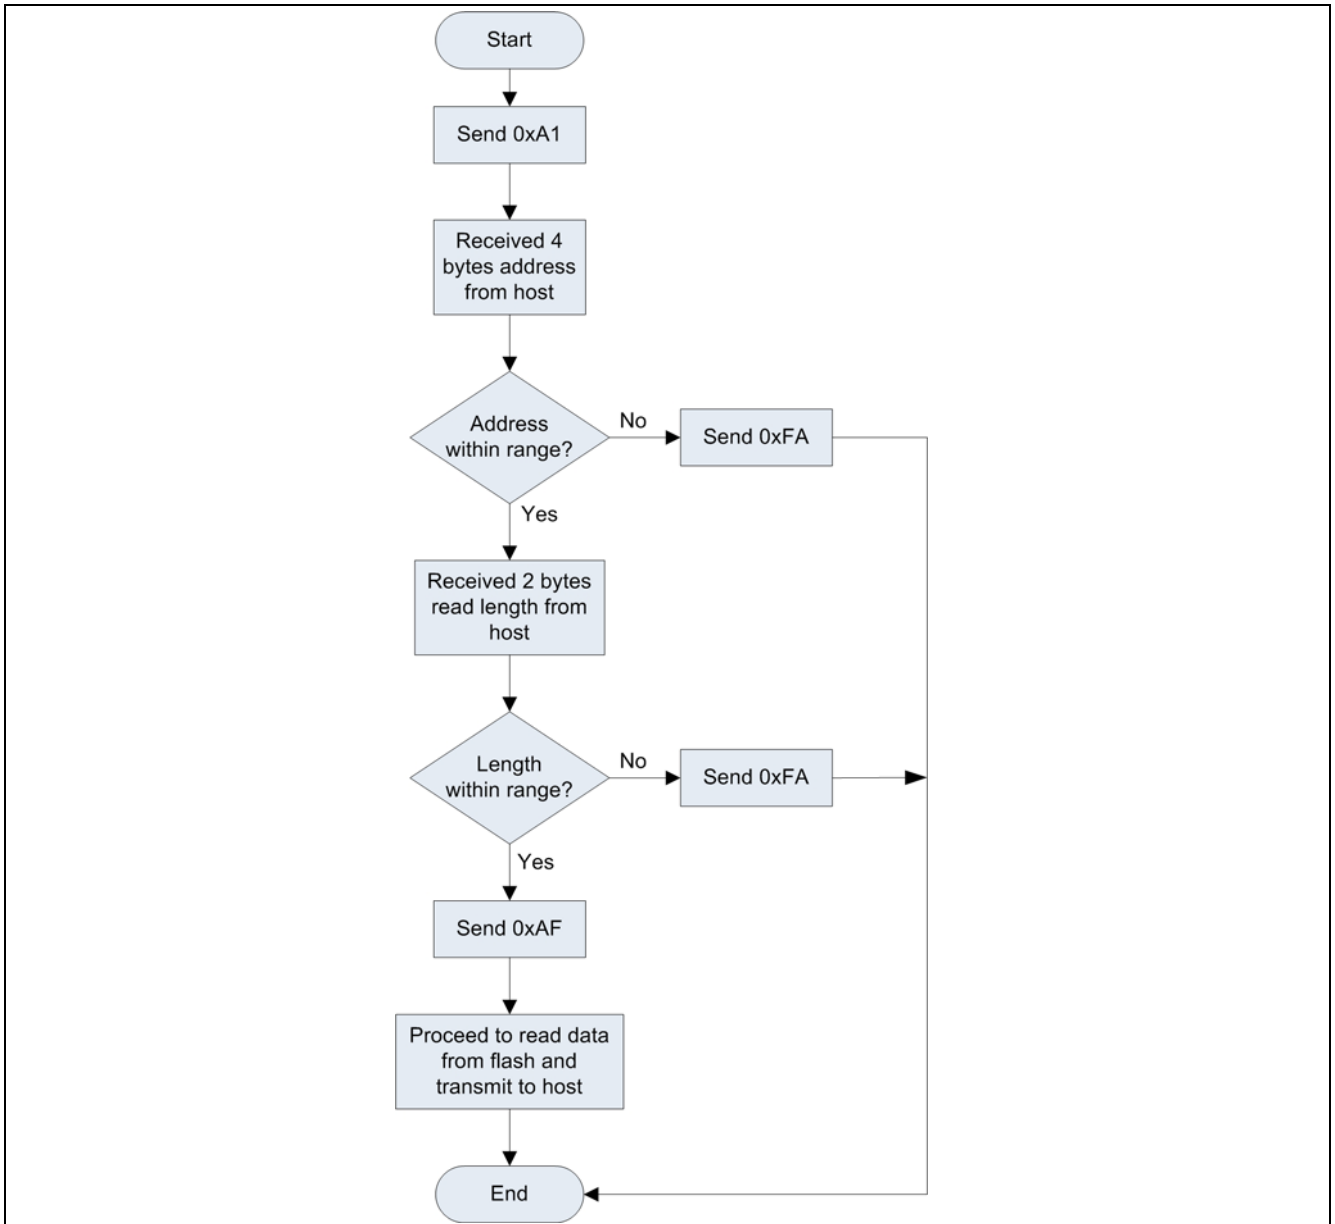 Start
Send 0xA1
Received 4
bytes address
from host
Address
within range?
No
Send 0xFA
Yes
Received 2 bytes
read length from
host
Length
within range?
No
Send 0xFA
Yes
Send 0xAF
Proceed to read data
from flash and
transmit to host
End